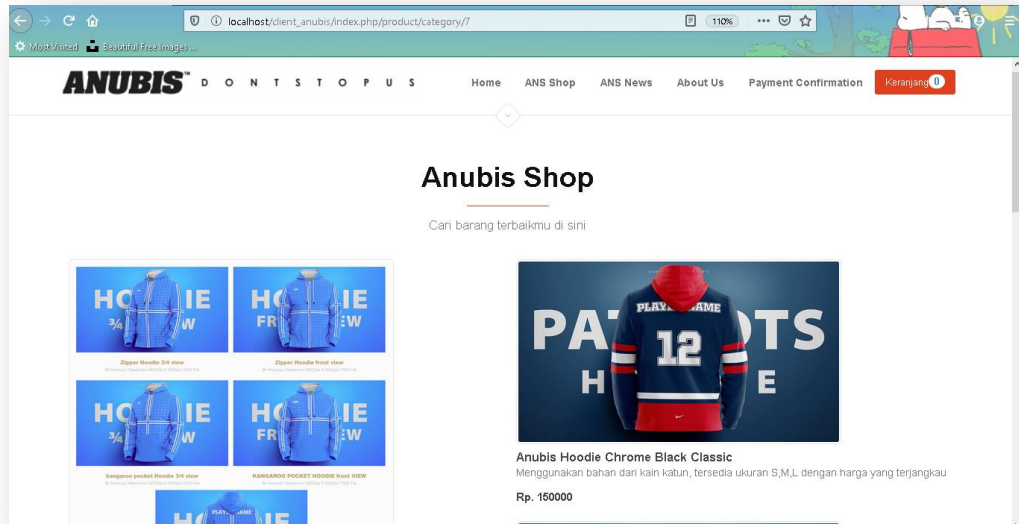 localhost/client_anubis/index.php/product/category/7
110%
Most Visited
Beautiful Free Images ...
ANUBIS™ DONTSTOPUS
Home
ANS Shop
ANS News
About Us
Payment Confirmation
Keranjang 0
Anubis Shop
Cari barang terbaikmu di sini
HOODIE
3/4 VIEW
HOODIE
FRONT VIEW
Zipper Hoodie 3/4 view
Zipper Hoodie front view
HOODIE
3/4 VIEW
HOODIE
FRONT VIEW
kangaroo pocket Hoodie 3/4 view
KANGAROO POCKET HOODIE front VIEW
PATRIOTS
PLAYER NAME
12
Anubis Hoodie Chrome Black Classic
Menggunakan bahan dari kain katun, tersedia ukuran S,M,L dengan harga yang terjangkau
Rp. 150000